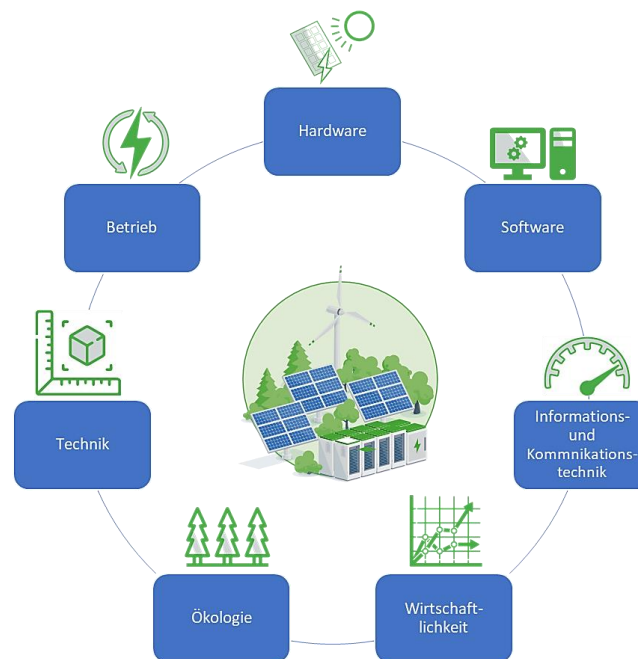 Hardware
Software
Informations-
und
Kommnikations-
technik
Wirtschaft-
lichkeit
Ökologie
Technik
Betrieb